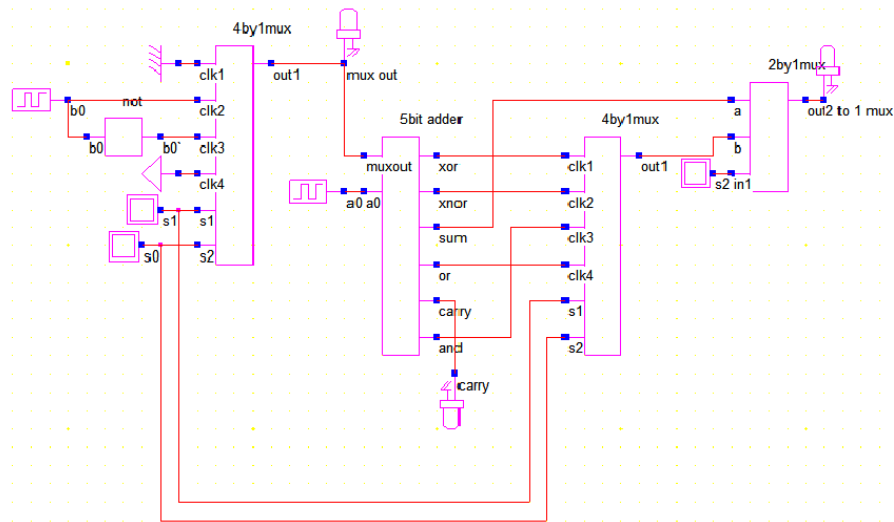 4by1mux
clk1
out1
mux out
2by1mux
clk2
b0
not
a
out2 to 1 mux
5bit adder
4by1mux
b0
b0`
clk3
b
muxout
xor
clk1
out1
clk4
s2 in1
a0 a0
xnor
clk2
s1
s1
sum
clk3
s0
s2
or
clk4
carry
s1
and
s2
carry